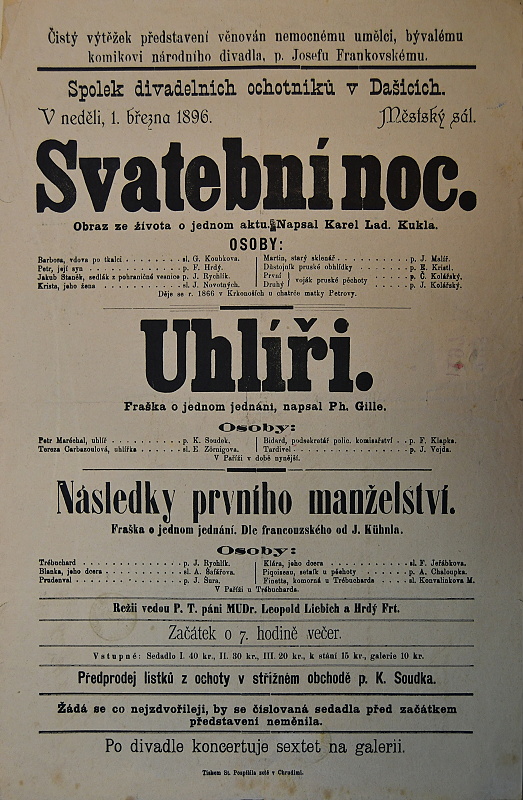 Čistý výtěžek představení věnován nemocnému umělci, bývalému
komikovi národního divadla, p. Josefu Frankovskému.
Spolek divadelních ochotníků v Dašicích.
V neděli, 1. března 1896. Městský sál.
Svatební noc.
Obraz ze života o jednom aktu. Napsal Karel Lad. Kukla.
OSOBY:
Barbora, vdova po tkalci . . . . . . . . . sl. G. Koubkova.
Petr, její syn . . . . . . . . . . . . . p. F. Hrdý.
Jakub Staněk, sedlák z pohraničné vesnice p. J. Rychlík.
Krista, jeho žena . . . . . . . . . . . sl. J. Novotných.
Martin, starý sklenář . . . . . . . . . p. J. Malíř.
Důstojník pruské obhlídky . . . . . . . p. E. Kristl.
První } voják pruské pěchoty . . . . . . p. Č. Kolářský.
Druhý p. J. Kolářský.
Děje se r. 1866 v Krkonoších u chatrče matky Petrovy.
Uhlíři.
Fraška o jednom jednání, napsal Ph. Gille.
Osoby:
Petr Maréchal, uhlíř . . . . . . . . . . p. K. Soudek.
Tereza Carbazoulová, uhlířka . . . . . . sl. E. Zörnigova.
Bidard, podsekretář polic. komisařství . . p. F. Klapka.
Tardivel . . . . . . . . . . . . . . . . p. J. Vojda.
V Paříži v době nynější.
Následky prvního manželství.
Fraška o jednom jednání. Dle francouzského od J. Kühnla.
Osoby:
Trébuchard . . . . . . . . . . . . . . p. J. Rychlík.
Blanka, jeho dcera . . . . . . . . . . sl. A. Šafářova.
Prudenval . . . . . . . . . . . . . . p. J. Šura.
Klára, jeho dcera . . . . . . . . . . sl. F. Jeřábkova.
Pigoiseau, setník u pěchoty . . . . . . p. A. Chaloupka.
Finetta, komorná u Trébucharda . . . . sl. Konvalinkova M.
V Paříži u Trébucharda.
Režii vedou P. T. páni MUDr. Leopold Liebich a Hrdý Frt.
Začátek o 7. hodině večer.
Vstupné: Sedadlo I. 40 kr., II. 30 kr., III. 20 kr., k stání 15 kr., galerie 10 kr.
Předprodej lístků z ochoty v střižném obchodě p. K. Soudka.
Žádá se co nejzdvořileji, by se číslovaná sedadla před začátkem
představení neměnila.
Po divadle koncertuje sextet na galerii.
Tiskem St. Pospíšila zetě v Chrudimi.